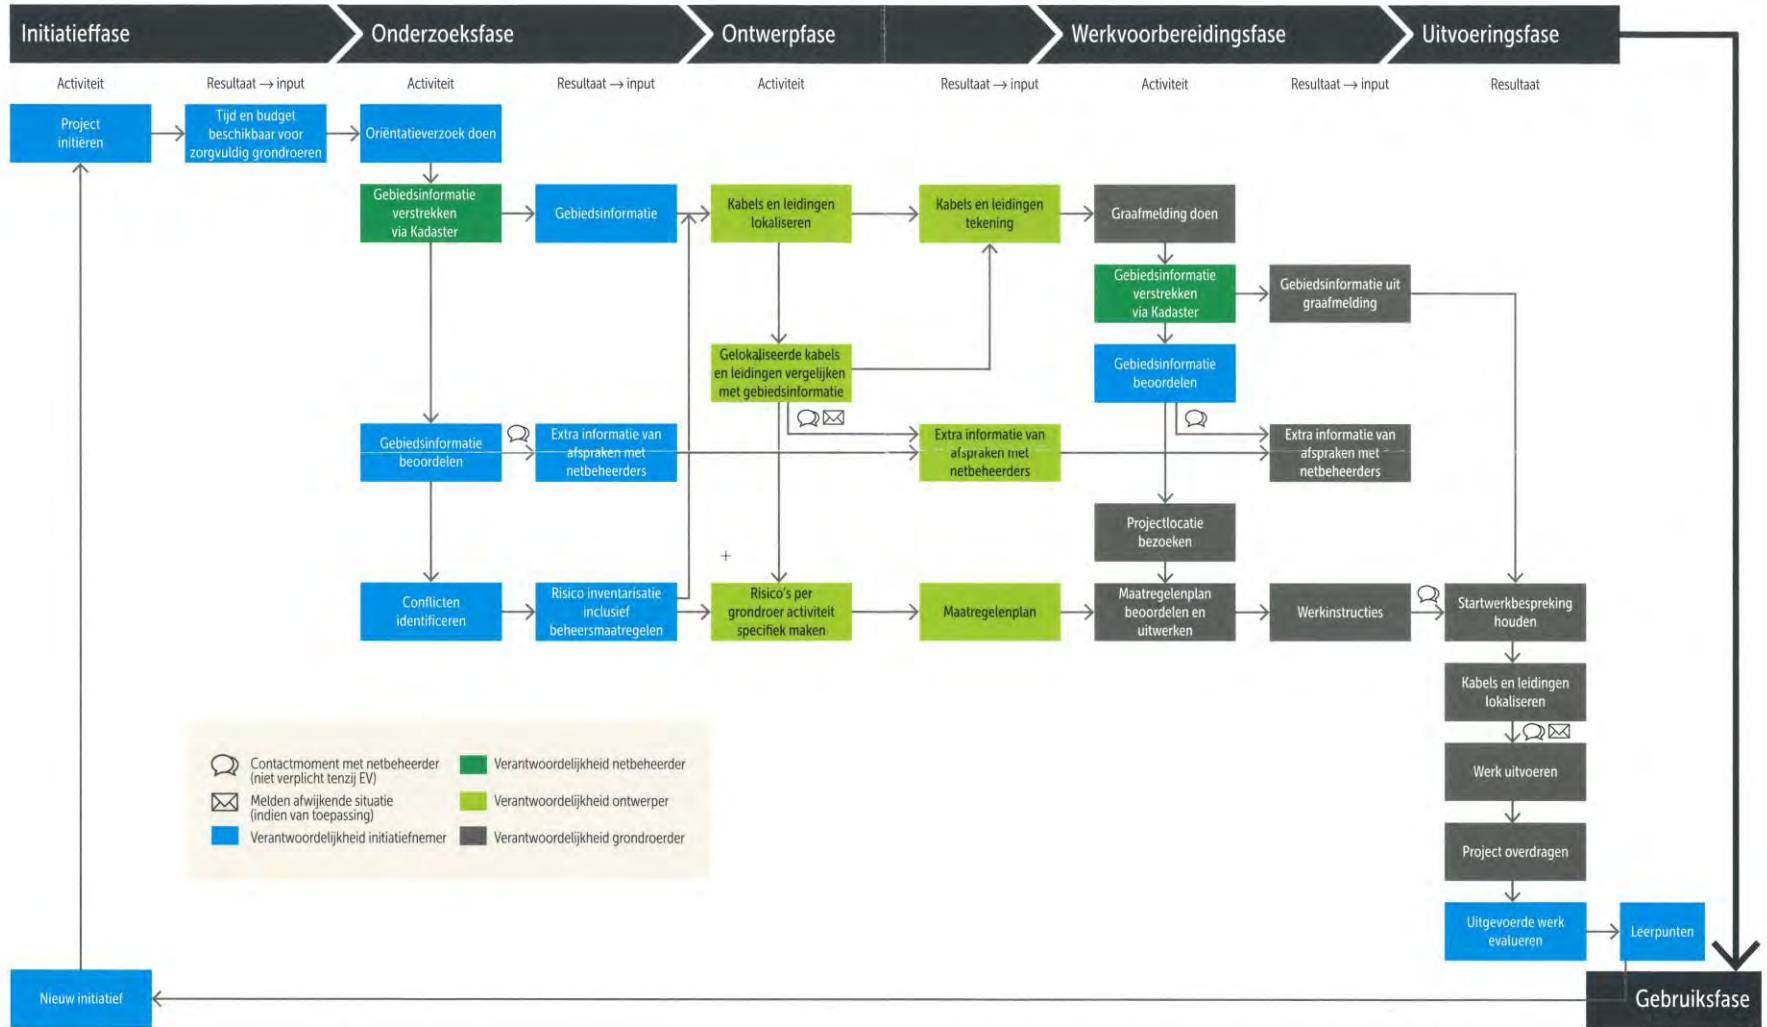 Initiatieffase
Onderzoeksfase
Ontwerpfase
Werkvoorbereidingsfase
Uitvoeringsfase
Activiteit
Resultaat → input
Activiteit
Resultaat → input
Activiteit
Resultaat → input
Activiteit
Resultaat → input
Resultaat
Project
initiëren
Tijd en budget
beschikbaar voor
zorgvuldig grondroeren
Oriëntatieverzoek doen
Gebiedsinformatie
verstrekken
via Kadaster
Gebiedsinformatie
Kabels en leidingen
lokaliseren
Kabels en leidingen
tekening
Graafmelding doen
Gebiedsinformatie
verstrekken
via Kadaster
Gebiedsinformatie uit
graafmelding
Gelokaliseerde kabels
en leidingen vergelijken
met gebiedsinformatie
Gebiedsinformatie
beoordelen
Gebiedsinformatie
beoordelen
Extra informatie van
afspraken met
netbeheerders
Extra informatie van
afspraken met
netbeheerders
Extra informatie van
afspraken met
netbeheerders
Projectlocatie
bezoeken
Conflicten
identificeren
Risico inventarisatie
inclusief
beheersmaatregelen
Risico's per
grondroer activiteit
specifiek maken
Maatregelenplan
Maatregelenplan
beoordelen en
uitwerken
Werkinstructies
Startwerkbespreking
houden
Kabels en leidingen
lokaliseren
Werk uitvoeren
Project overdragen
Uitgevoerde werk
evalueren
Leerpunten
Contactmoment met netbeheerder
(niet verplicht tenzij EV)
Melden afwijkende situatie
(indien van toepassing)
Verantwoordelijkheid initiatiefnemer
Verantwoordelijkheid netbeheerder
Verantwoordelijkheid ontwerper
Verantwoordelijkheid grondroerder
Nieuw initiatief
Gebruiksfase